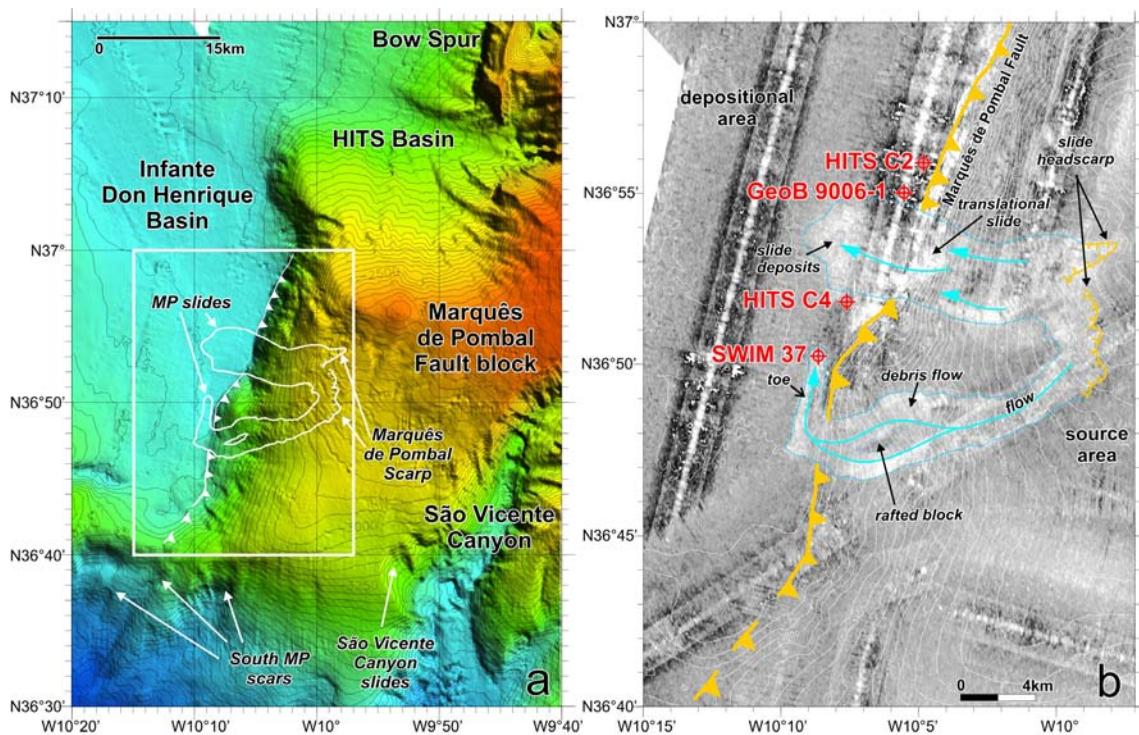 0 15km
Bow Spur
N37°10'
HITS Basin
Infante
Don Henrique
Basin
N37°
MP slides
Marquês
de Pombal
Fault block
N36°50'
Marquês
de Pombal
Scarp
São Vicente
Canyon
N36°40'
South MP
scars
São Vicente
Canyon
slides
a
N36°30'
W10°20' W10°10' W10° W9°50' W9°40'
N37°
depositional
area
Marquês de Pombal Fault
slide
headscarp
HITS C2
N36°55'
GeoB 9006-1
translational
slide
slide
deposits
HITS C4
N36°50'
SWIM 37
toe
debris flow
flow
source
area
rafted block
N36°45'
0 4km
b
N36°40'
W10°15' W10°10' W10°5' W10°